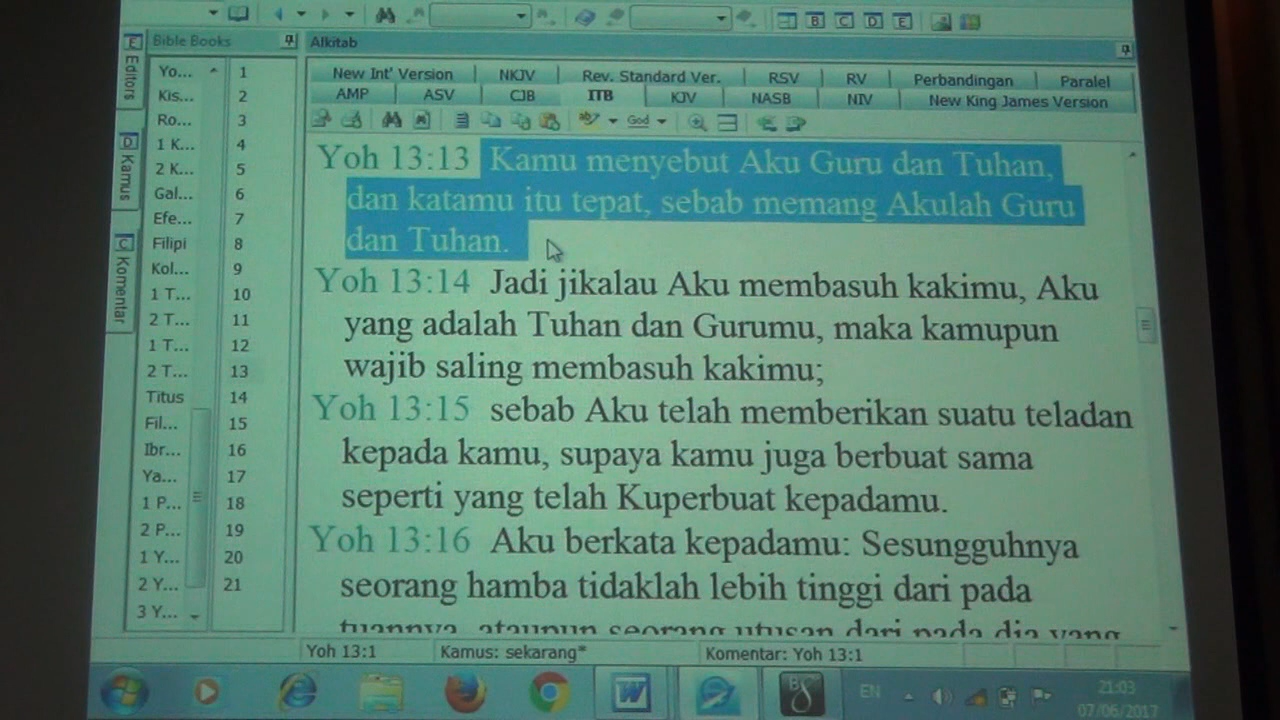 Bible Books
Alkitab
E Editors
D Kamus
C Komentar
B C D E
New Int' Version NKJV Rev. Standard Ver. RSV RV Perbandingan Paralel
AMP ASV CJB ITB KJV NASB NIV New King James Version
God
Yo... 1
Kis... 2
Ro... 3
1 K... 4
2 K... 5
Gal... 6
Efe... 7
Filipi 8
Kol... 9
1 T... 10
2 T... 11
1 T... 12
2 T... 13
Titus 14
Fil... 15
Ibr... 16
Ya... 17
1 P... 18
2 P... 19
1 Y... 20
2 Y... 21
3 Y...
Yoh 13:13 Kamu menyebut Aku Guru dan Tuhan,
dan katamu itu tepat, sebab memang Akulah Guru
dan Tuhan.
Yoh 13:14 Jadi jikalau Aku membasuh kakimu, Aku
yang adalah Tuhan dan Gurumu, maka kamupun
wajib saling membasuh kakimu;
Yoh 13:15 sebab Aku telah memberikan suatu teladan
kepada kamu, supaya kamu juga berbuat sama
seperti yang telah Kuperbuat kepadamu.
Yoh 13:16 Aku berkata kepadamu: Sesungguhnya
seorang hamba tidaklah lebih tinggi dari pada
tuannya, ataupun seorang utusan dari pada dia yang
Yoh 13:1 Kamus: sekarang* Komentar: Yoh 13:1
EN
21:03
07/06/2017